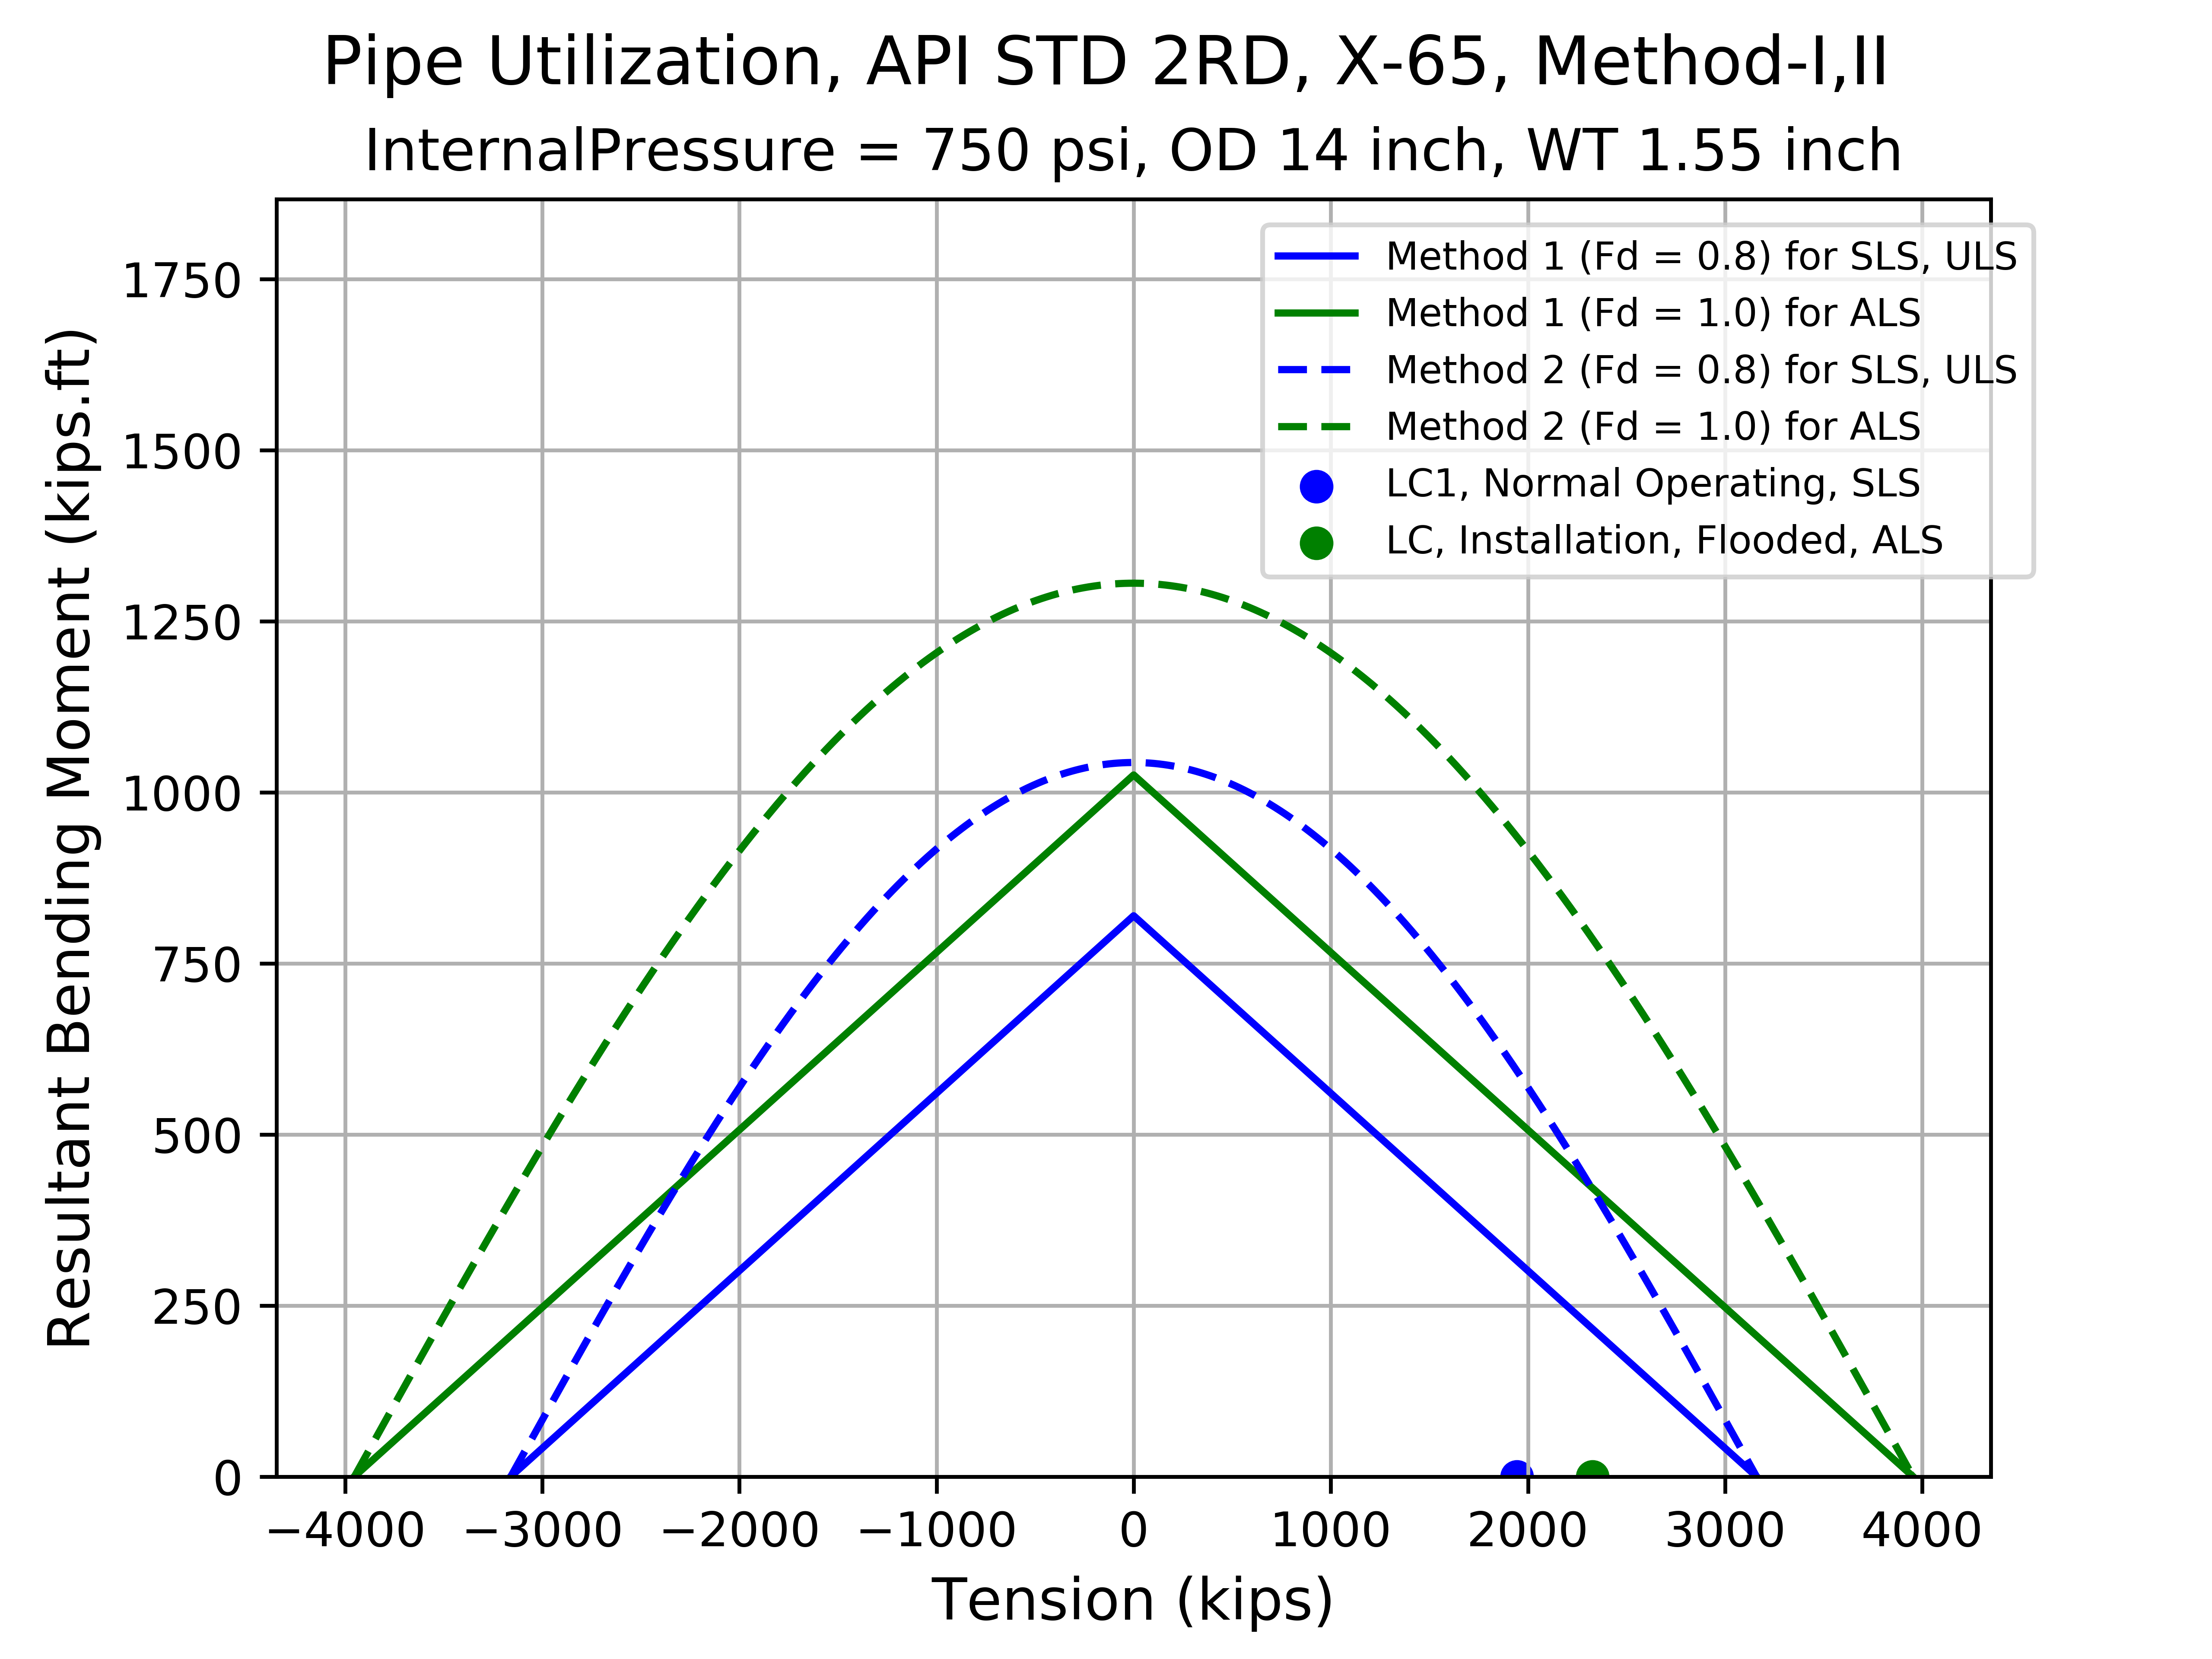 Pipe Utilization, API STD 2RD, X-65, Method-I,II
InternalPressure = 750 psi, OD 14 inch, WT 1.55 inch
Method 1 (Fd = 0.8) for SLS, ULS
Method 1 (Fd = 1.0) for ALS
Method 2 (Fd = 0.8) for SLS, ULS
Method 2 (Fd = 1.0) for ALS
LC1, Normal Operating, SLS
LC, Installation, Flooded, ALS
Resultant Bending Moment (kips.ft)
1750
1500
1250
1000
750
500
250
0
−4000 −3000 −2000 −1000 0 1000 2000 3000 4000
Tension (kips)